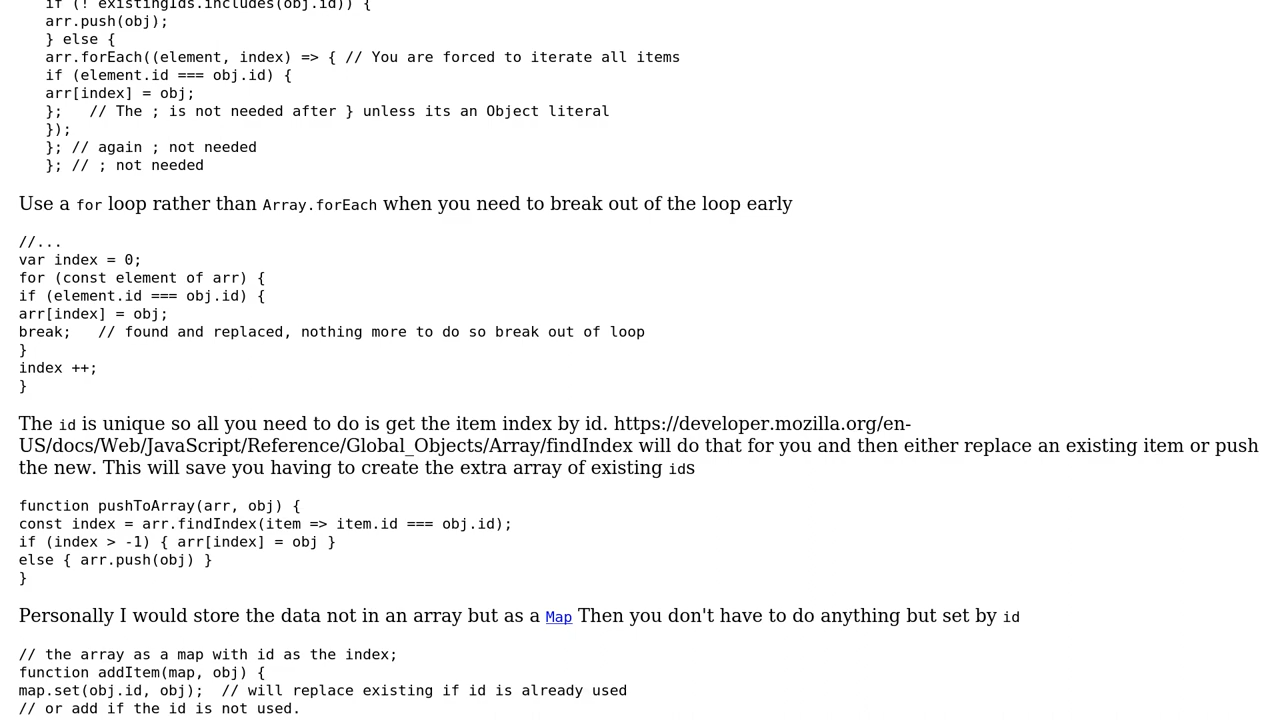 if (! existingIds.includes(obj.id)) {
arr.push(obj);
} else {
arr.forEach((element, index) => { // You are forced to iterate all items
if (element.id === obj.id) {
arr[index] = obj;
};   // The ; is not needed after } unless its an Object literal
});
}; // again ; not needed
}; // ; not needed
Use a for loop rather than Array.forEach when you need to break out of the loop early
//...
var index = 0;
for (const element of arr) {
if (element.id === obj.id) {
arr[index] = obj;
break;   // found and replaced, nothing more to do so break out of loop
}
index ++;
}
The id is unique so all you need to do is get the item index by id. https://developer.mozilla.org/en-
US/docs/Web/JavaScript/Reference/Global_Objects/Array/findIndex will do that for you and then either replace an existing item or push
the new. This will save you having to create the extra array of existing ids
function pushToArray(arr, obj) {
const index = arr.findIndex(item => item.id === obj.id);
if (index > -1) { arr[index] = obj }
else { arr.push(obj) }
}
Personally I would store the data not in an array but as a Map Then you don't have to do anything but set by id
// the array as a map with id as the index;
function addItem(map, obj) {
map.set(obj.id, obj);  // will replace existing if id is already used
// or add if the id is not used.